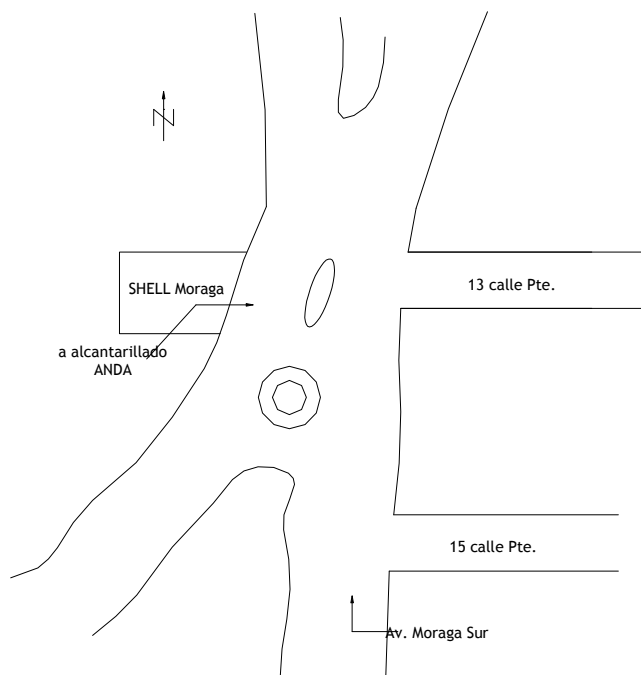 N
SHELL Moraga
13 calle Pte.
a alcantarillado
ANDA
15 calle Pte.
Av. Moraga Sur